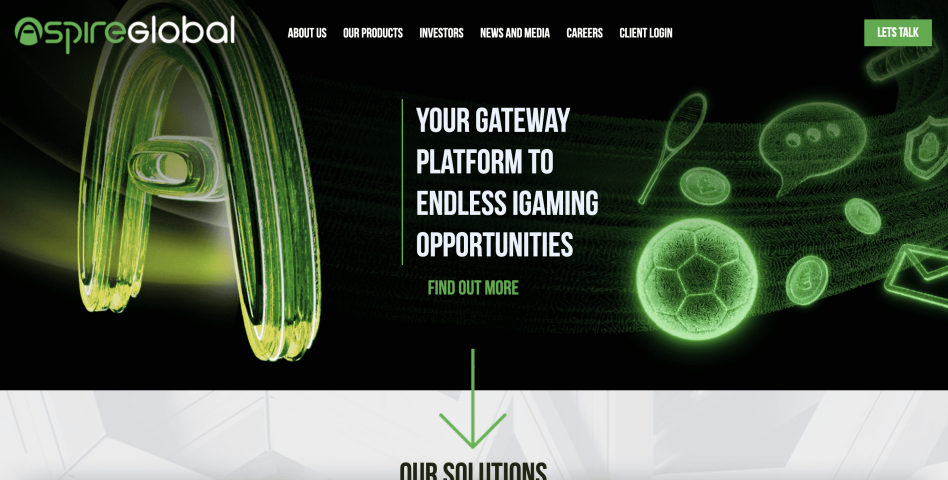 AspireGlobal
ABOUT US
OUR PRODUCTS
INVESTORS
NEWS AND MEDIA
CAREERS
CLIENT LOGIN
LETS TALK
YOUR GATEWAY
PLATFORM TO
ENDLESS IGAMING
OPPORTUNITIES
FIND OUT MORE
OUR SOLUTIONS